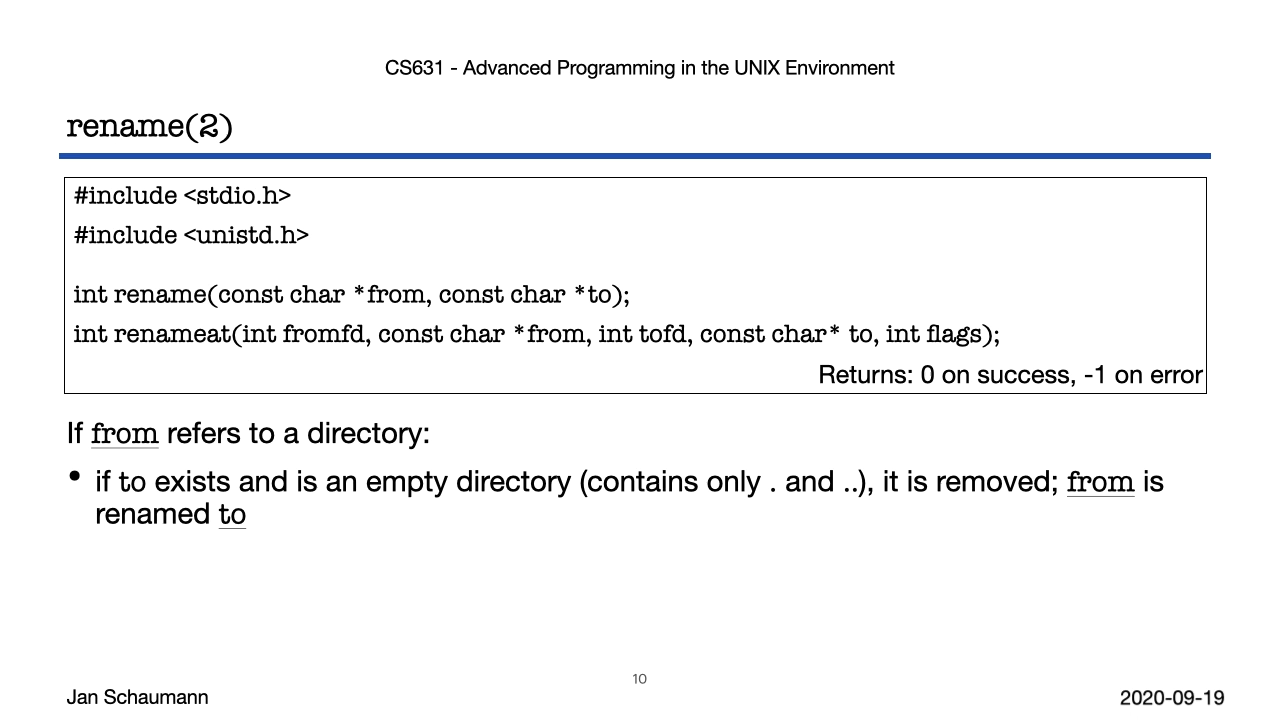 CS631 - Advanced Programming in the UNIX Environment
rename(2)
#include <stdio.h>
#include <unistd.h>
int rename(const char *from, const char *to);
int renameat(int fromfd, const char *from, int tofd, const char* to, int flags);
Returns: 0 on success, -1 on error
If from refers to a directory:
• if to exists and is an empty directory (contains only . and ..), it is removed; from is
renamed to
10
Jan Schaumann
2020-09-19